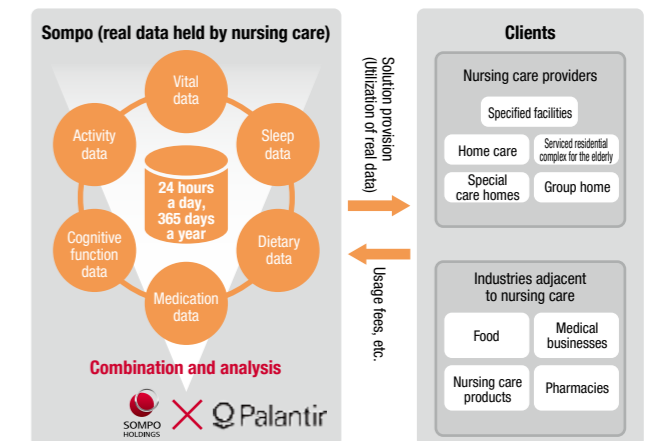 Sompo (real data held by nursing care)
Vital
data
Activity
data
Sleep
data
24 hours
a day,
365 days
a year
Cognitive
function
data
Dietary
data
Medication
data
Combination and analysis
SOMPO
HOLDINGS
Palantir
Solution provision
(Utilization of real data)
Usage fees, etc.
Clients
Nursing care providers
Specified facilities
Home care
Serviced residential
complex for the elderly
Special
care homes
Group home
Industries adjacent
to nursing care
Food
Medical
businesses
Nursing care
products
Pharmacies